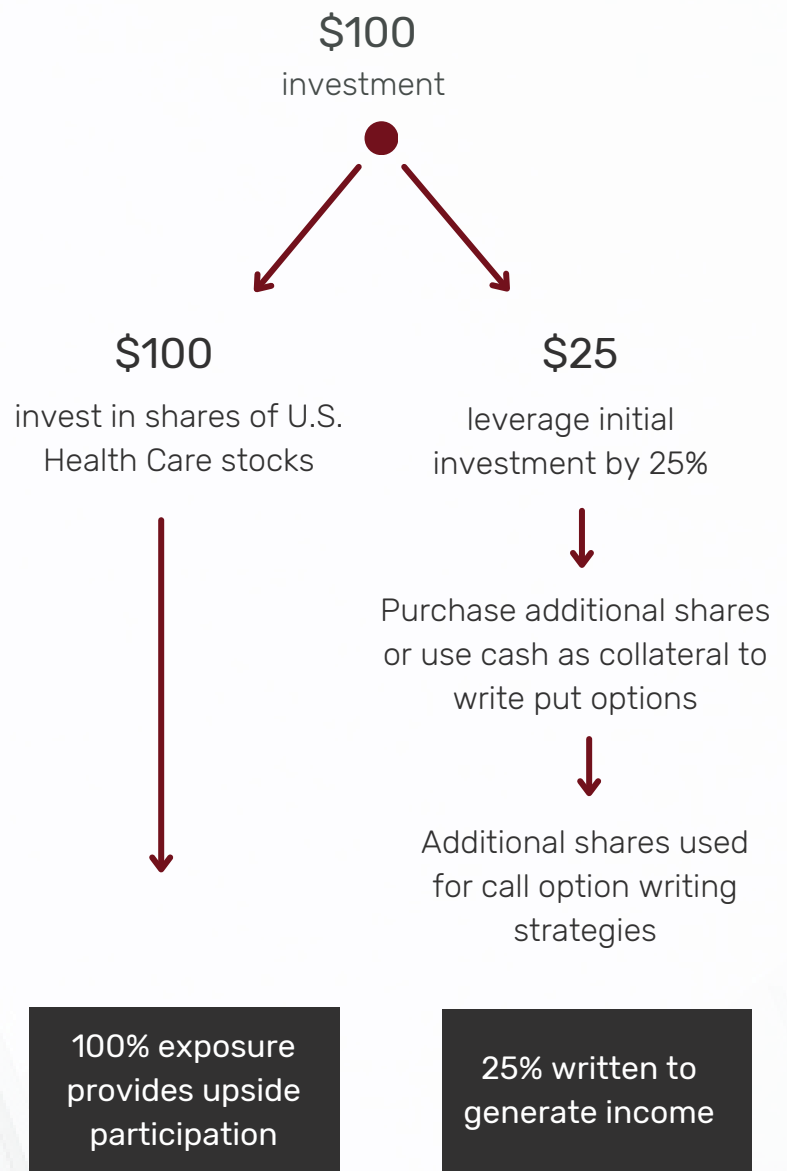 $100
investment
$100
invest in shares of U.S.
Health Care stocks
$25
leverage initial
investment by 25%
Purchase additional shares
or use cash as collateral to
write put options
Additional shares used
for call option writing
strategies
100% exposure
provides upside
participation
25% written to
generate income